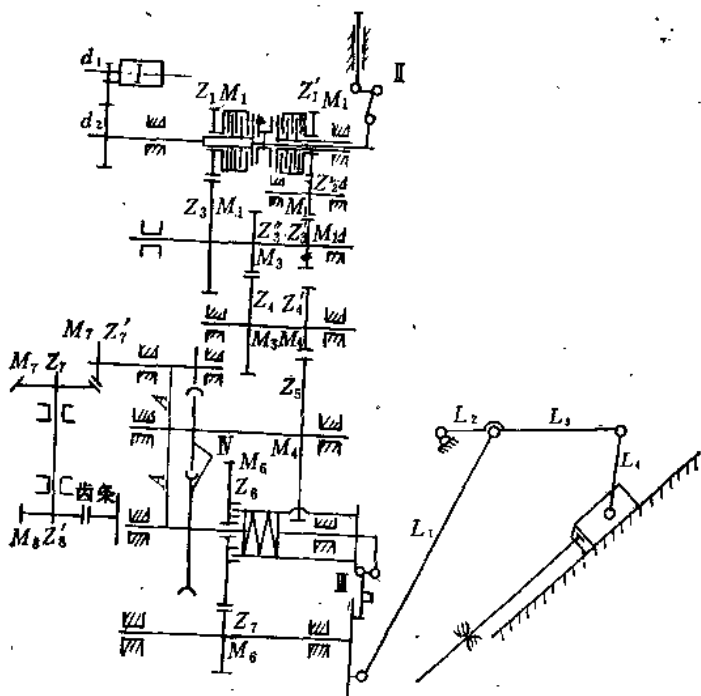 d₁
Ⅱ
Z₁ M₁
Z₁′ M₁
d₂
Z₃ M₁
M₁
Z₃″ Z₃′ M₁
M₃
Z₄ Z₄′
M₃ M₄
M₇ Z₇′
M₇ Z₇
Z₅
A
Ⅳ
M₄
A
M₆
Z₆
齿条
M₈ Z₈′
Ⅲ
Z₇
M₆
L₂ L₃
L₄
L₁